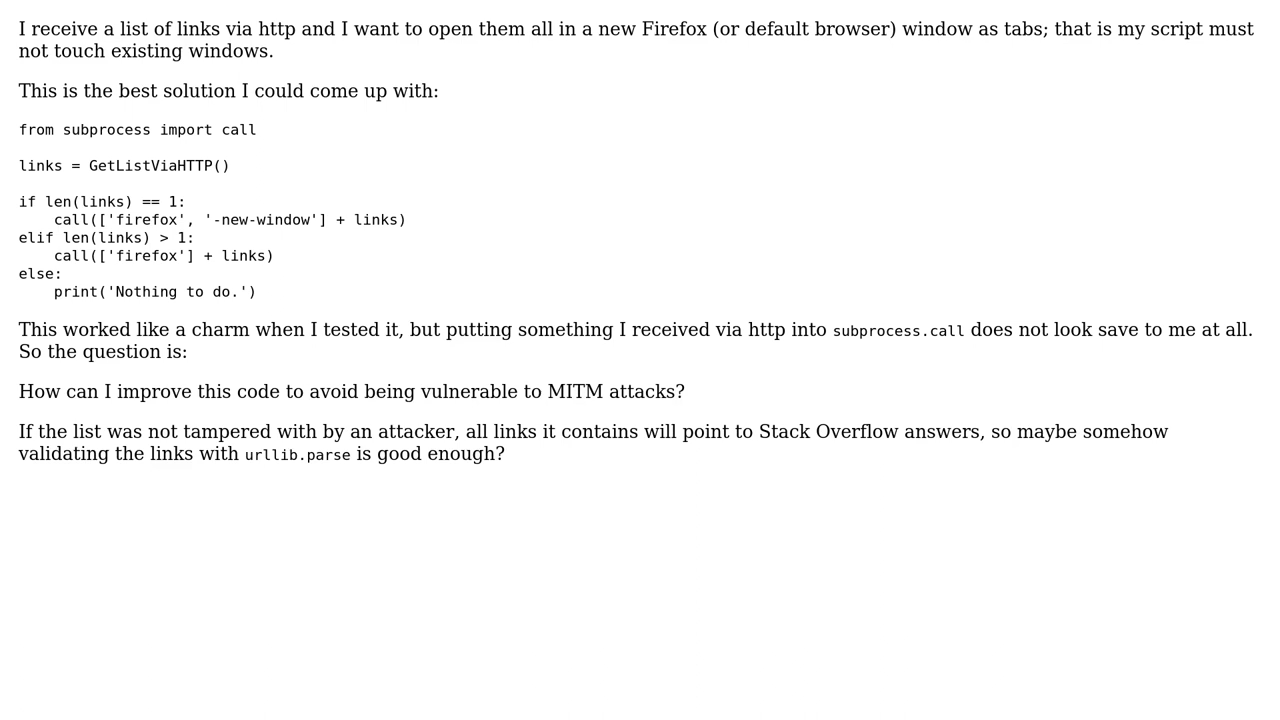 I receive a list of links via http and I want to open them all in a new Firefox (or default browser) window as tabs; that is my script must
not touch existing windows.
This is the best solution I could come up with:
from subprocess import call
links = GetListViaHTTP()
if len(links) == 1:
    call(['firefox', '-new-window'] + links)
elif len(links) > 1:
    call(['firefox'] + links)
else:
    print('Nothing to do.')
This worked like a charm when I tested it, but putting something I received via http into subprocess.call does not look save to me at all.
So the question is:
How can I improve this code to avoid being vulnerable to MITM attacks?
If the list was not tampered with by an attacker, all links it contains will point to Stack Overflow answers, so maybe somehow
validating the links with urllib.parse is good enough?